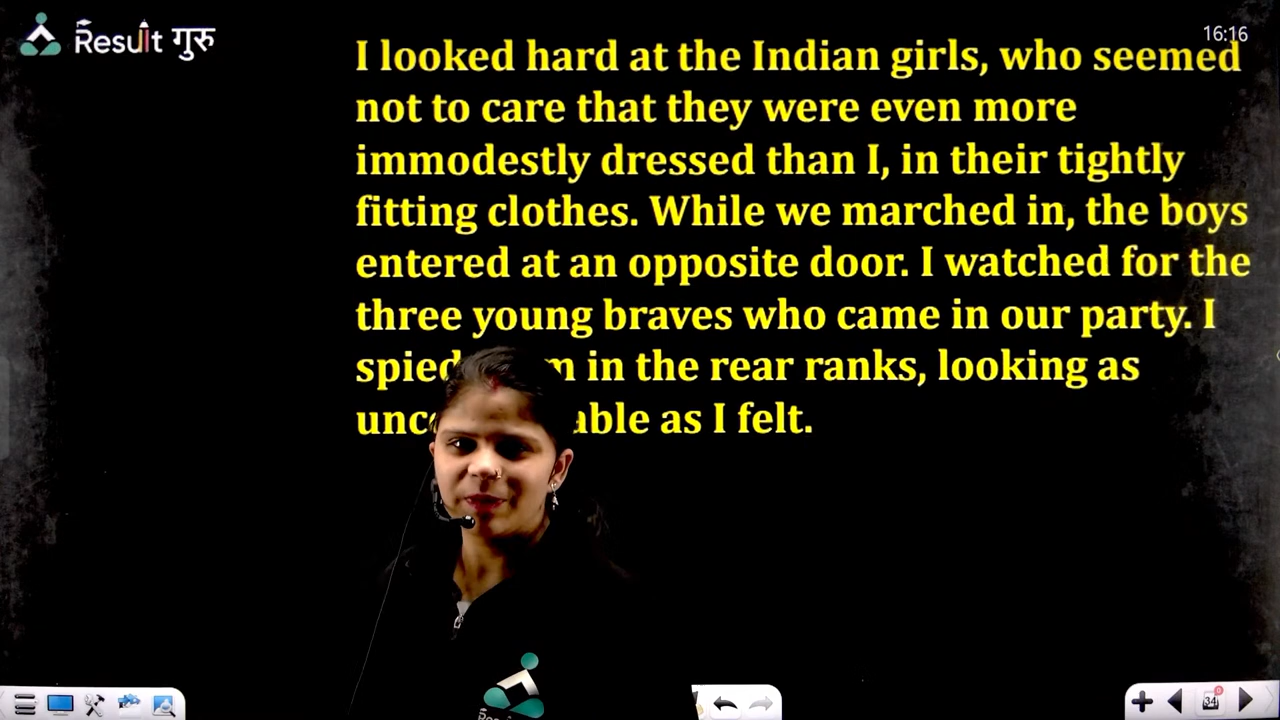 Result गुरु
16:16
I looked hard at the Indian girls, who seemed
not to care that they were even more
immodestly dressed than I, in their tightly
fitting clothes. While we marched in, the boys
entered at an opposite door. I watched for the
three young braves who came in our party. I
in the rear ranks, looking as
as I felt.
34